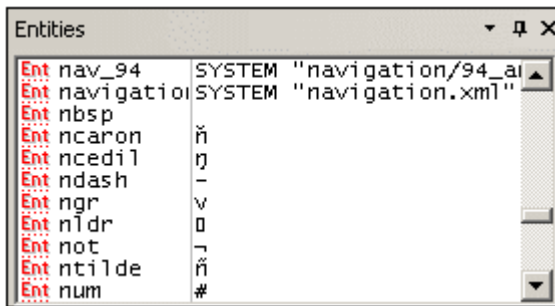 Entities
Ent nav_94 SYSTEM "navigation/94_a
Ent navigatio SYSTEM "navigation.xml"
Ent nbsp
Ent ncaron ň
Ent ncedil ņ
Ent ndash –
Ent ngr ν
Ent nldr
Ent not ¬
Ent ntilde ñ
Ent num #